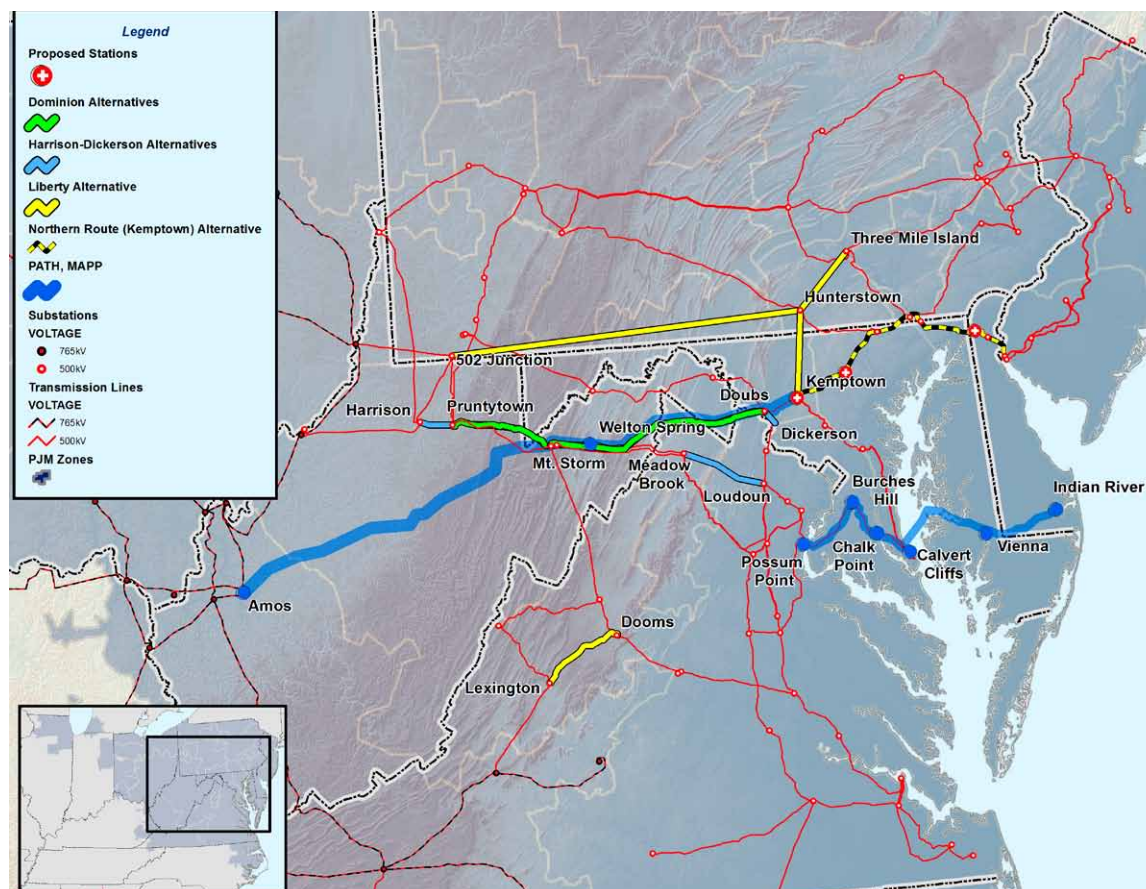 Legend
Proposed Stations
Dominion Alternatives
Harrison-Dickerson Alternatives
Liberty Alternative
Northern Route (Kemptown) Alternative
PATH, MAPP
Substations
VOLTAGE
765kV
500kV
Transmission Lines
VOLTAGE
765kV
500kV
PJM Zones
Three Mile Island
Hunterstown
502 Junction
Kemptown
Harrison
Pruntytown
Doubs
Welton Spring
Dickerson
Mt. Storm
Meadow
Brook
Loudoun
Burches
Hill
Indian River
Possum
Point
Chalk
Point
Calvert
Cliffs
Vienna
Amos
Dooms
Lexington